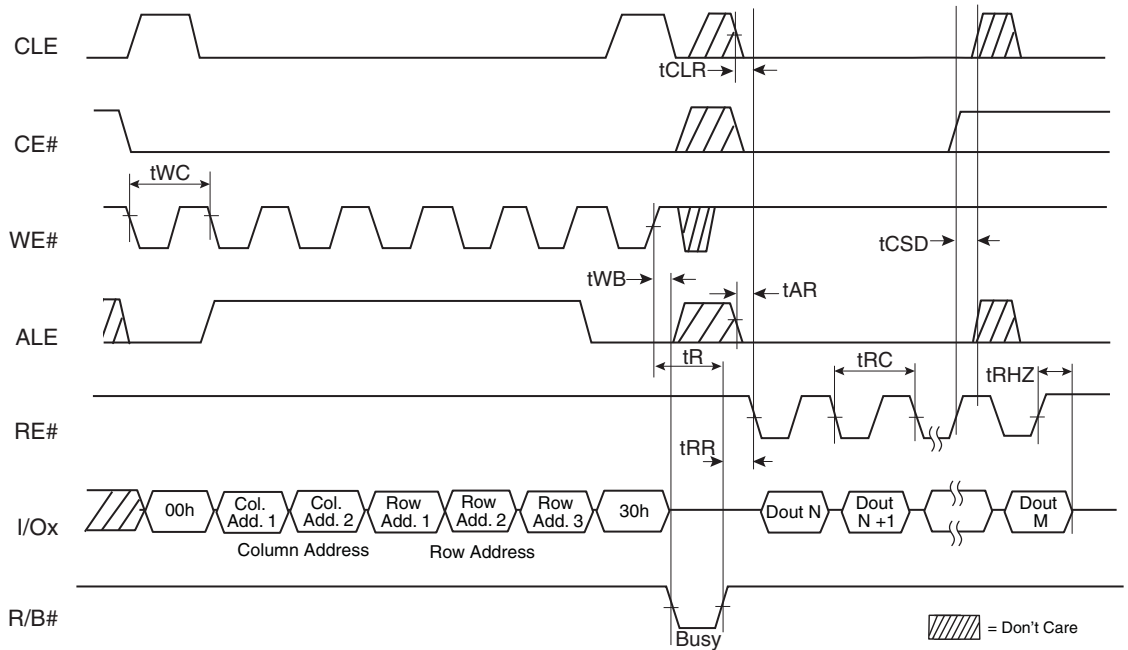 CLE
tCLR
CE#
tWC
WE#
tCSD
tWB
tAR
ALE
tR
tRC
tRHZ
RE#
tRR
I/Ox
00h
Col. Add. 1
Col. Add. 2
Row Add. 1
Row Add. 2
Row Add. 3
30h
Dout N
Dout N +1
Dout M
Column Address
Row Address
R/B#
Busy
= Don't Care